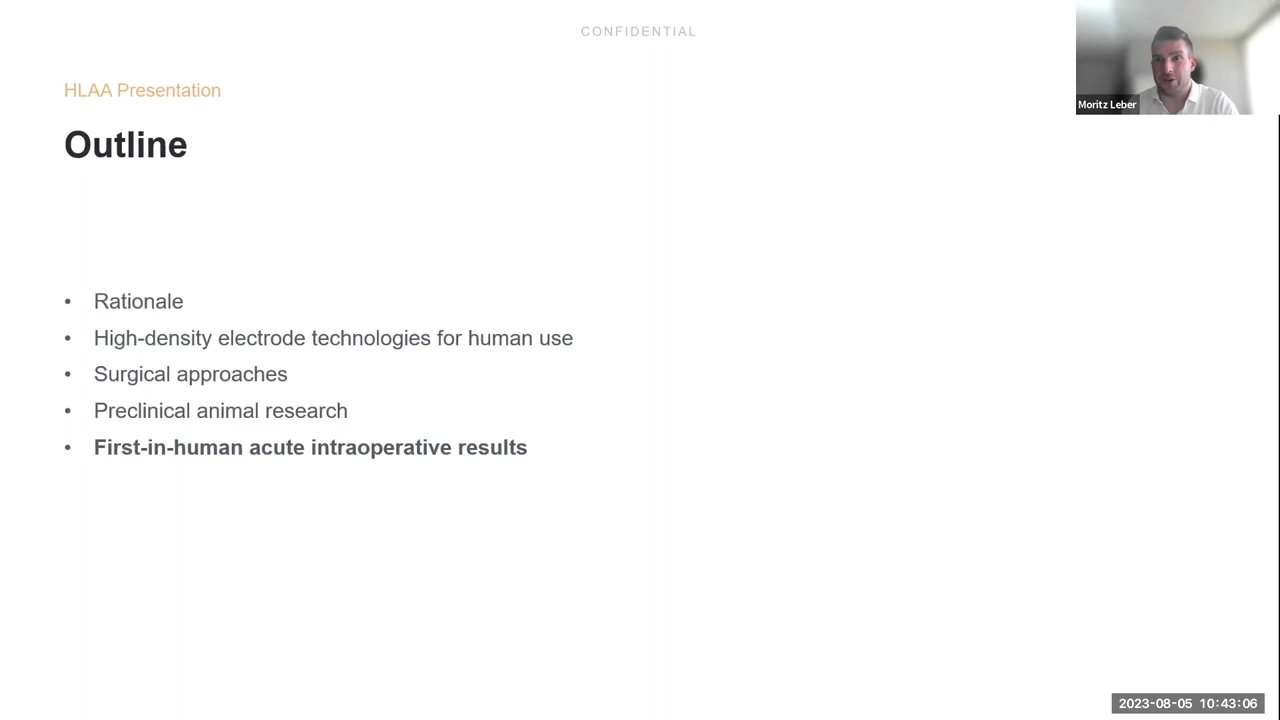 CONFIDENTIAL
HLAA Presentation
Outline
Moritz Leber
• Rationale
• High-density electrode technologies for human use
• Surgical approaches
• Preclinical animal research
• First-in-human acute intraoperative results
2023-08-05 10:43:06